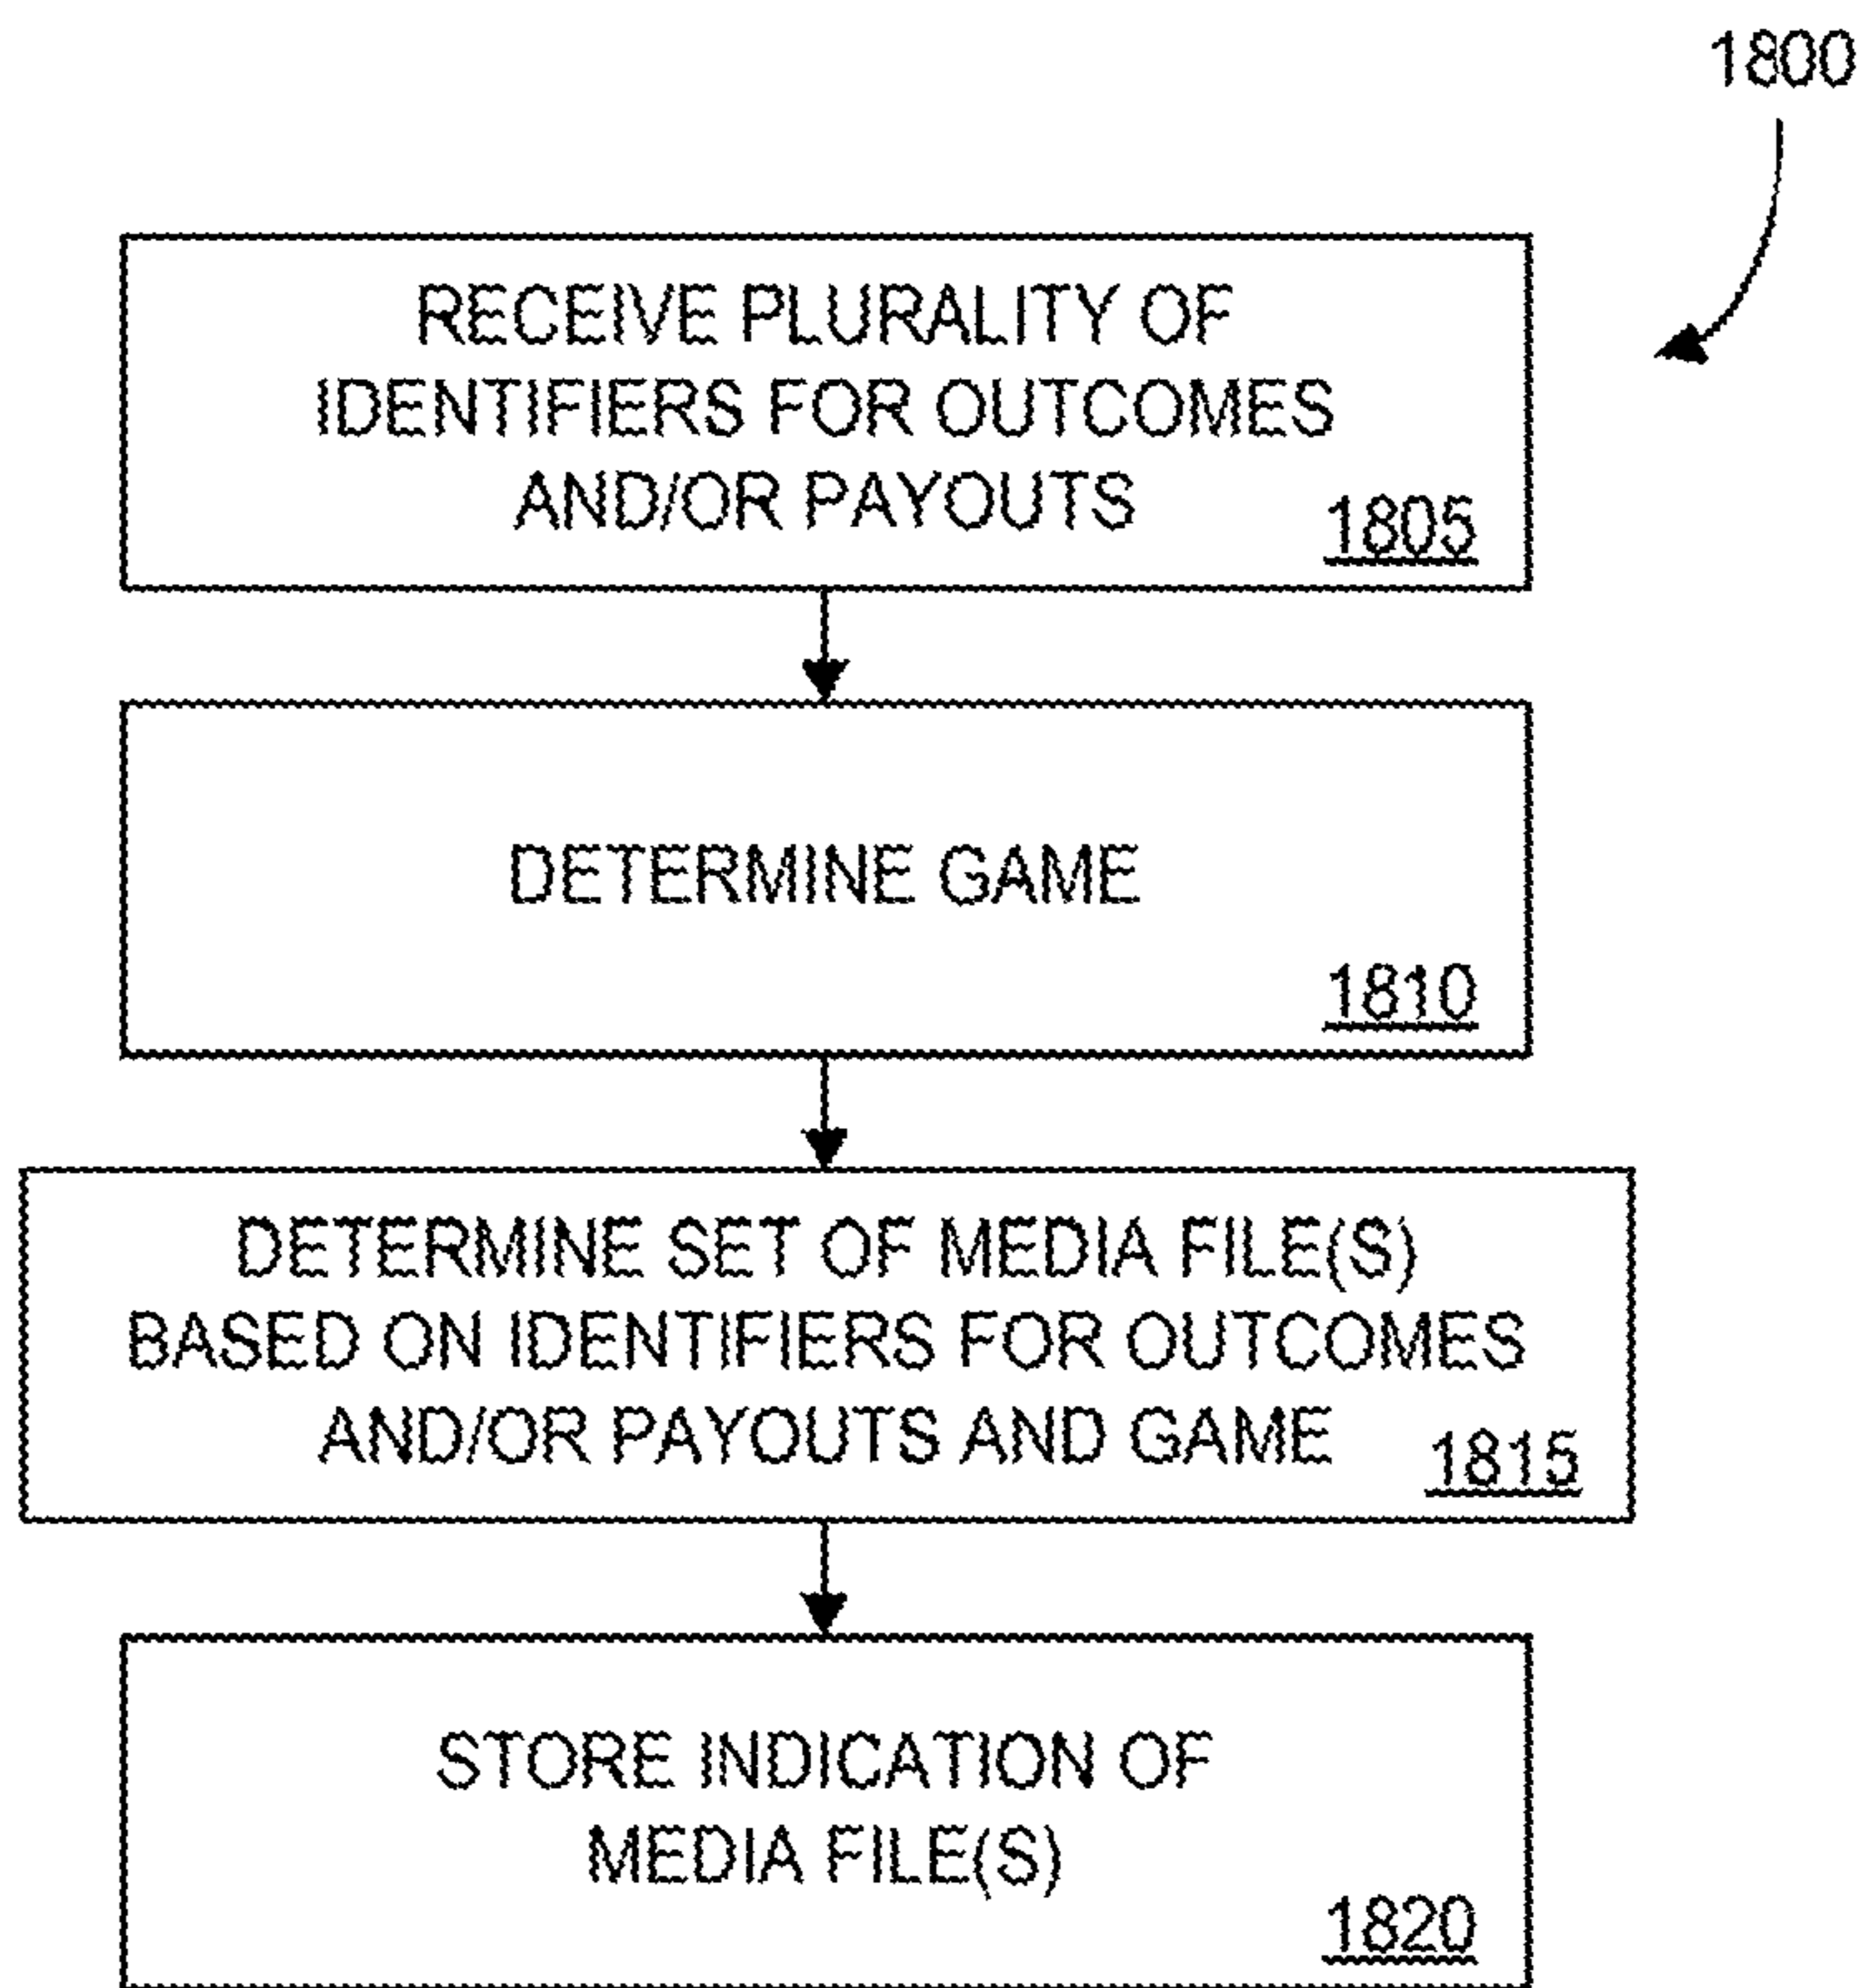 1800
RECEIVE PLURALITY OF
IDENTIFIERS FOR OUTCOMES
AND/OR PAYOUTS
1805
DETERMINE GAME
1810
DETERMINE SET OF MEDIA FILE(S)
BASED ON IDENTIFIERS FOR OUTCOMES
AND/OR PAYOUTS AND GAME
1815
STORE INDICATION OF
MEDIA FILE(S)
1820